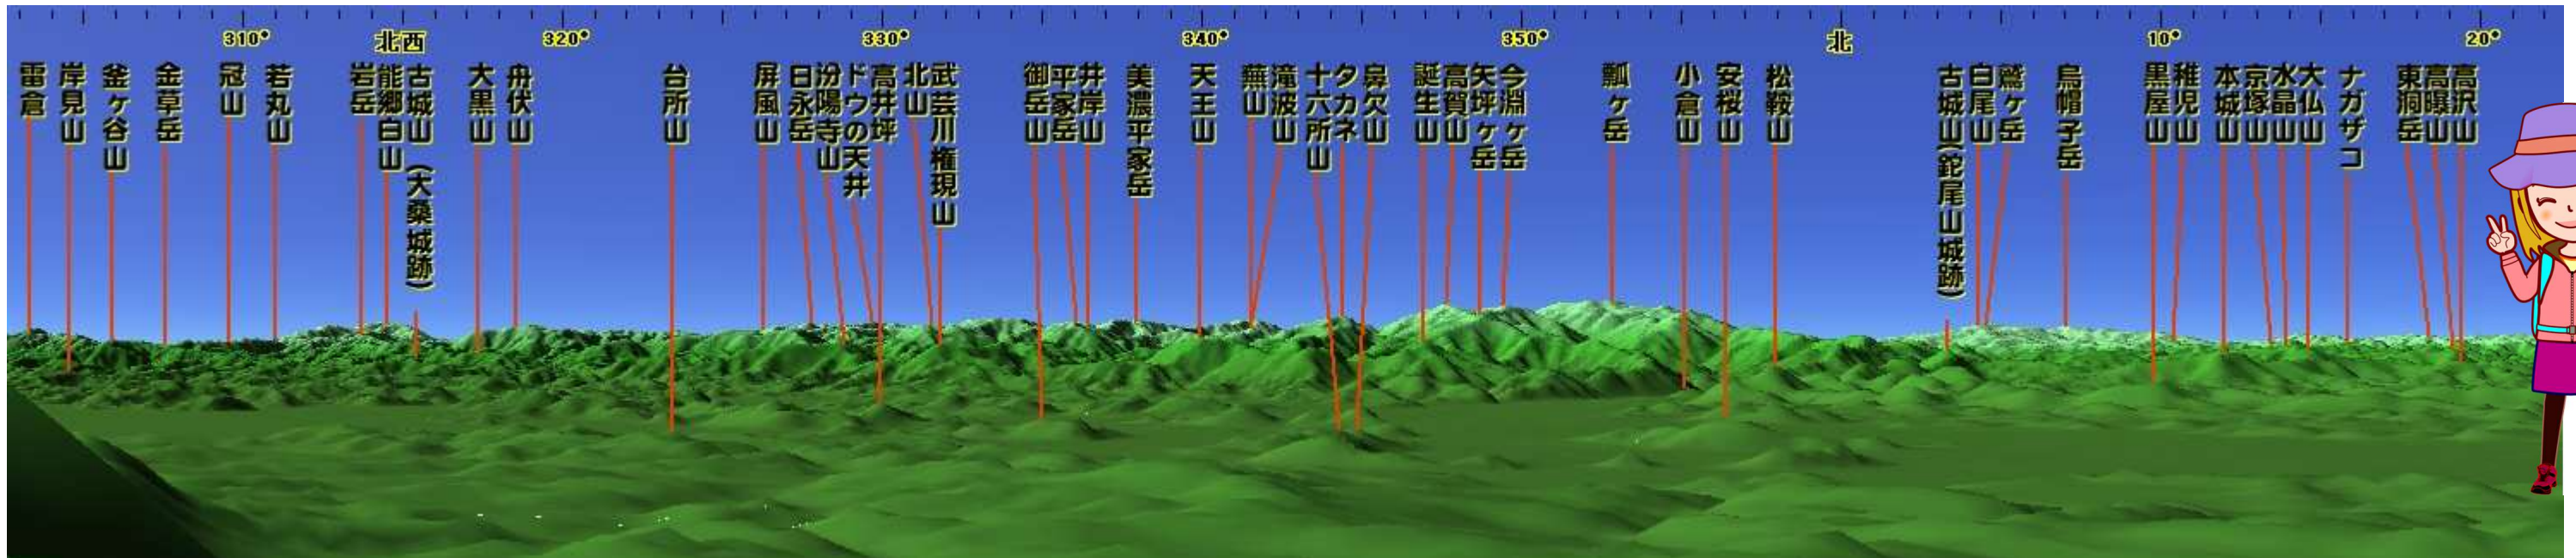 310°
北西
320°
330°
340°
350°
北
10°
20°
雷倉
岸見山
釜ヶ谷山
金草岳
冠山
若丸山
岩岳
能郷白山
古城山（大桑城跡）
大黒山
舟伏山
台所山
屏風山
日永岳
汾陽寺山
ドウの天井
高井坪
北山
武芸川権現山
御岳山
平家岳
井岸山
美濃平家岳
天王山
蕪山
滝波山
十六所山
タカネ
鼻欠山
誕生山
高賀山
矢坪ヶ岳
今淵ヶ岳
瓢ヶ岳
小倉山
安桜山
松鞍山
古城山(鉈尾山城跡)
白尾山
鷲ヶ岳
烏帽子岳
黒屋山
稚児山
本城山
京塚山
水晶山
大仏山
ナガザコ
東洞岳
高曝山
高沢山